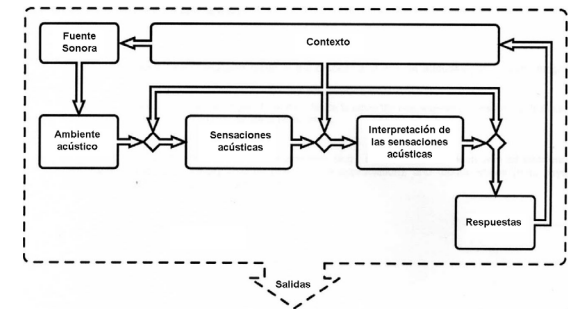 Fuente
Sonora
Contexto
Ambiente
acústico
Sensaciones
acústicas
Interpretación de
las sensaciones
acústicas
Respuestas
Salidas